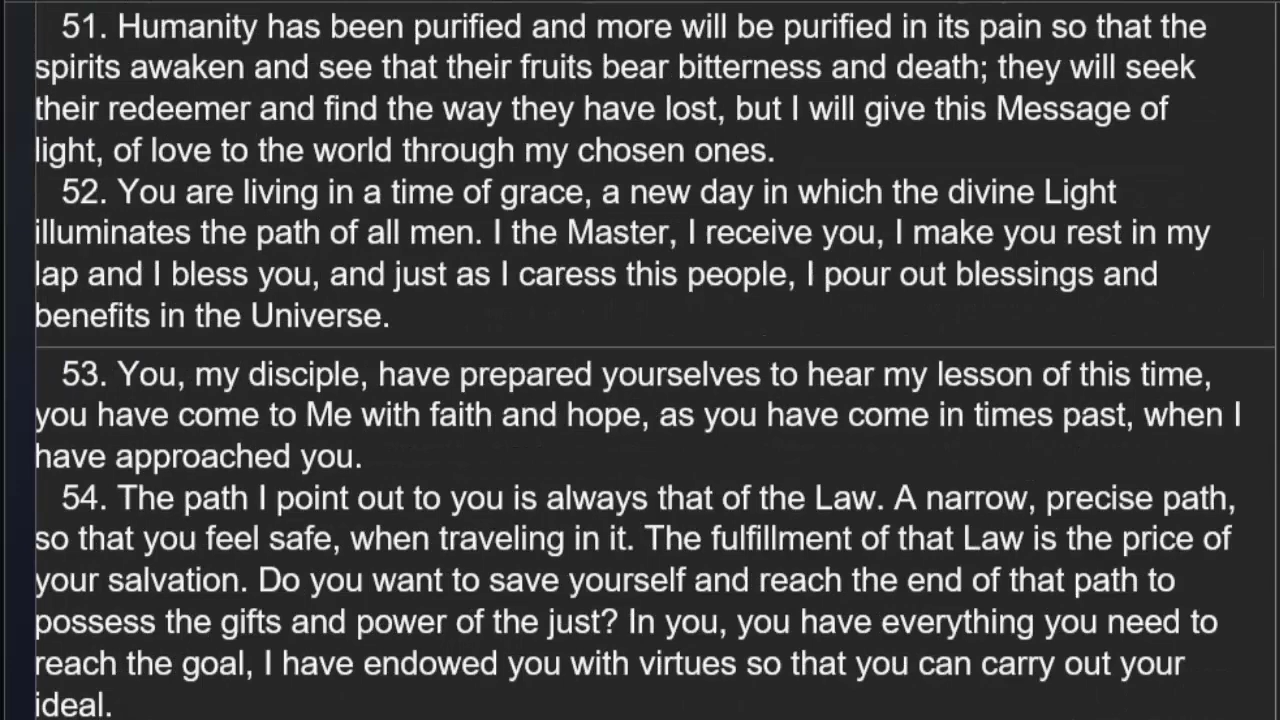 51. Humanity has been purified and more will be purified in its pain so that the
spirits awaken and see that their fruits bear bitterness and death; they will seek
their redeemer and find the way they have lost, but I will give this Message of
light, of love to the world through my chosen ones.
52. You are living in a time of grace, a new day in which the divine Light
illuminates the path of all men. I the Master, I receive you, I make you rest in my
lap and I bless you, and just as I caress this people, I pour out blessings and
benefits in the Universe.
53. You, my disciple, have prepared yourselves to hear my lesson of this time,
you have come to Me with faith and hope, as you have come in times past, when I
have approached you.
54. The path I point out to you is always that of the Law. A narrow, precise path,
so that you feel safe, when traveling in it. The fulfillment of that Law is the price of
your salvation. Do you want to save yourself and reach the end of that path to
possess the gifts and power of the just? In you, you have everything you need to
reach the goal, I have endowed you with virtues so that you can carry out your
ideal.